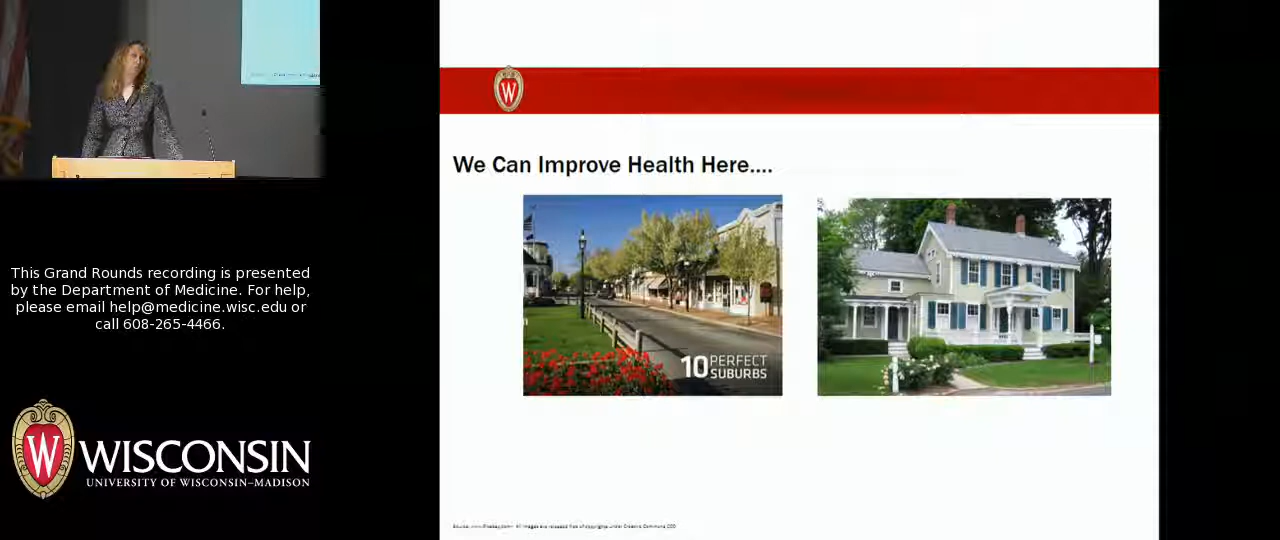 We Can Improve Health Here....
10 PERFECT
SUBURBS
This Grand Rounds recording is presented
by the Department of Medicine. For help,
please email help@medicine.wisc.edu or
call 608-265-4466.
W WISCONSIN
UNIVERSITY OF WISCONSIN–MADISON
W